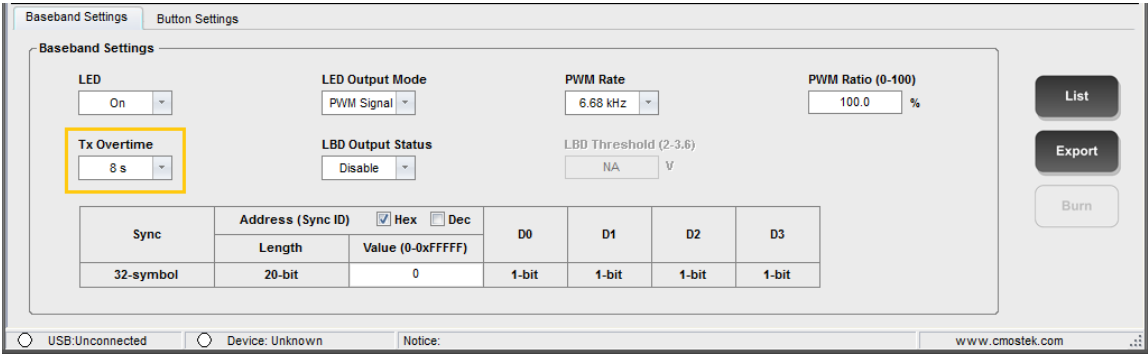 Baseband Settings Button Settings
Baseband Settings
LED LED Output Mode PWM Rate PWM Ratio (0-100)
On PWM Signal 6.68 kHz 100.0 %
List
Tx Overtime LBD Output Status LBD Threshold (2-3.6)
8 s Disable NA V
Export
Burn
Sync Address (Sync ID) Hex Dec D0 D1 D2 D3
Length Value (0-0xFFFFF)
32-symbol 20-bit 0 1-bit 1-bit 1-bit 1-bit
USB:Unconnected Device: Unknown Notice: www.cmostek.com